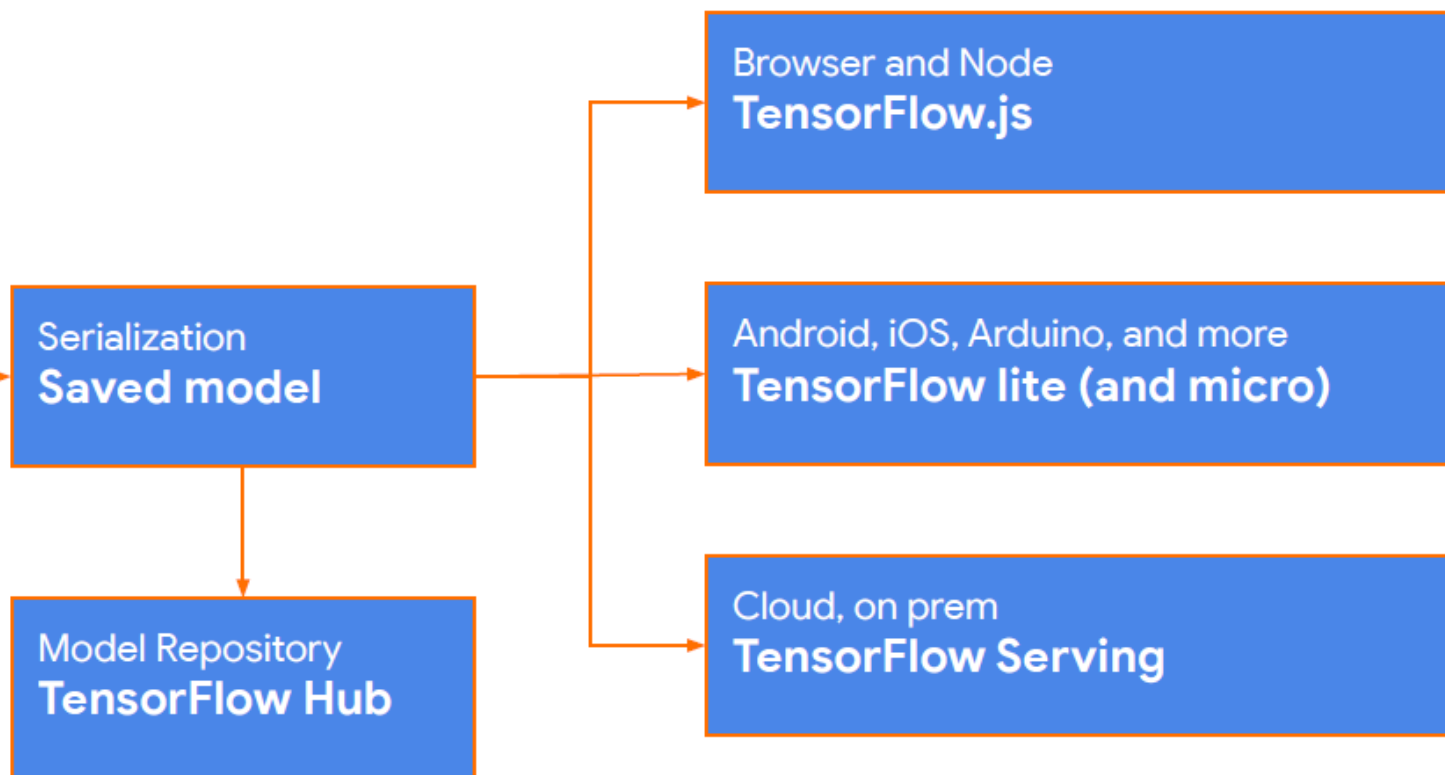 Browser and Node
TensorFlow.js
Serialization
Saved model
Android, iOS, Arduino, and more
TensorFlow lite (and micro)
Model Repository
TensorFlow Hub
Cloud, on prem
TensorFlow Serving